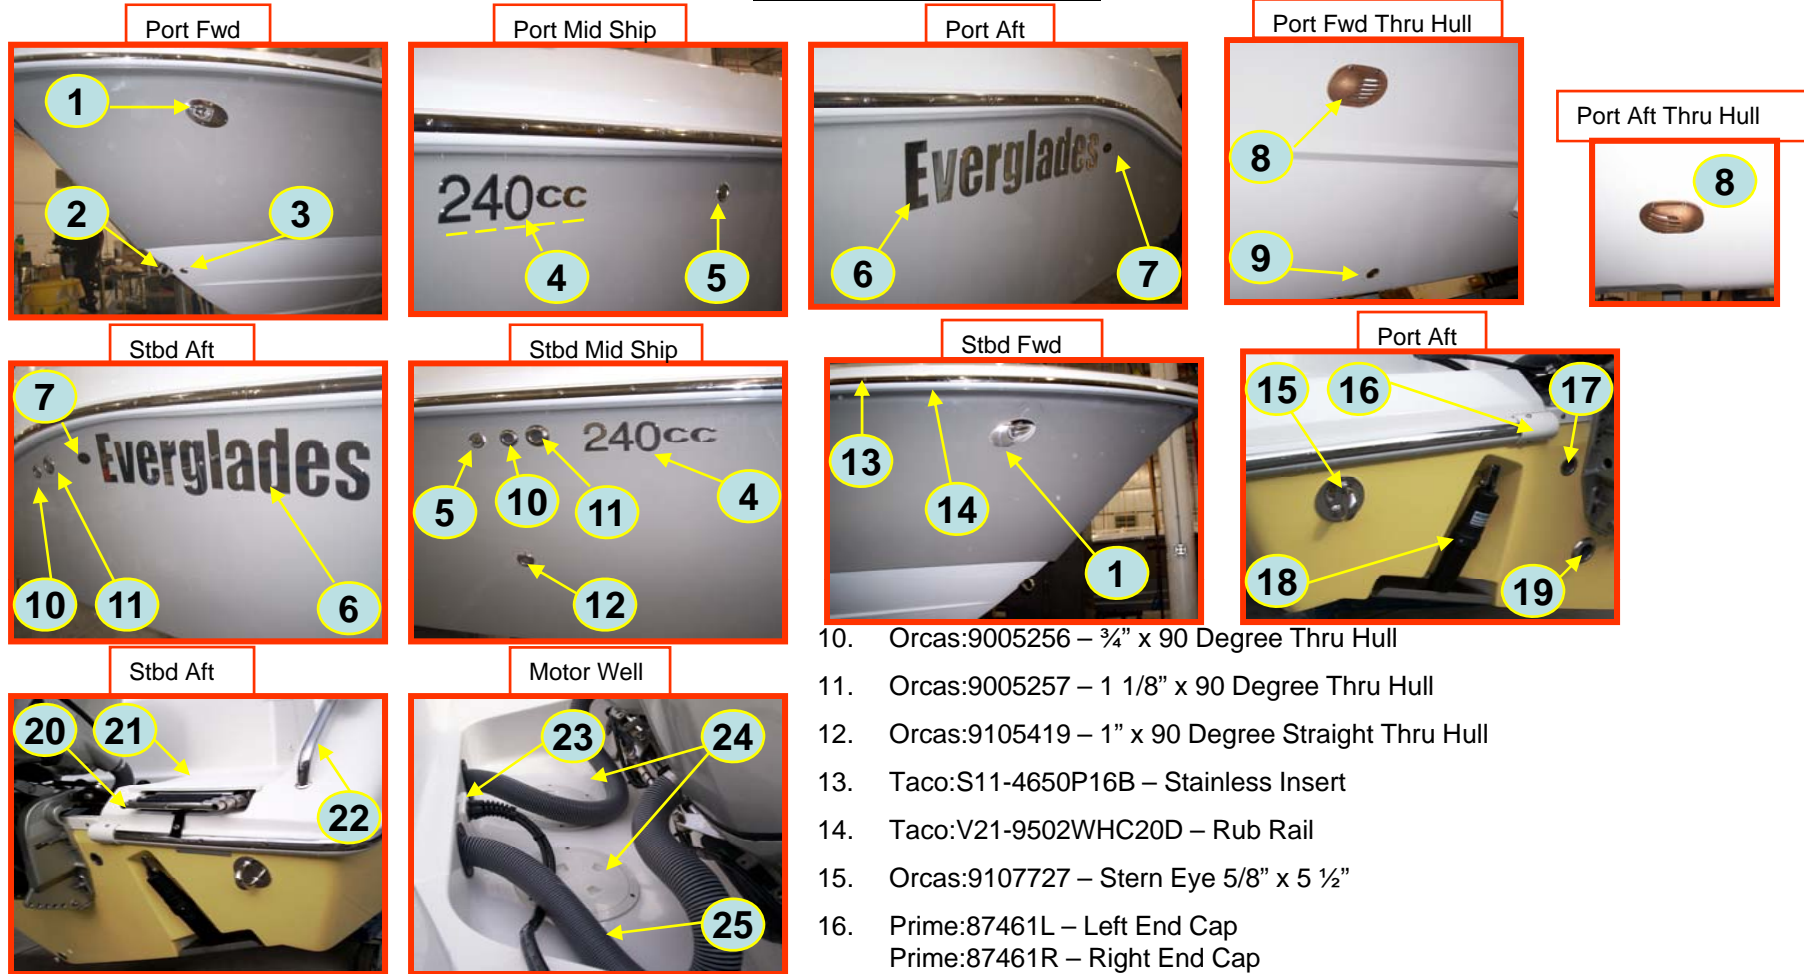 Port Fwd
1
2
3
Port Mid Ship
240cc
4
5
Port Aft
Everglades
6
7
Port Fwd Thru Hull
8
9
Port Aft Thru Hull
8
Stbd Aft
7
Everglades
10
11
6
Stbd Mid Ship
240cc
5
10
11
4
12
Stbd Fwd
13
14
1
Port Aft
15
16
17
18
19
Stbd Aft
20
21
22
Motor Well
23
24
25
10. Orcas:9005256 – ¾” x 90 Degree Thru Hull
11. Orcas:9005257 – 1 1/8” x 90 Degree Thru Hull
12. Orcas:9105419 – 1” x 90 Degree Straight Thru Hull
13. Taco:S11-4650P16B – Stainless Insert
14. Taco:V21-9502WHC20D – Rub Rail
15. Orcas:9107727 – Stern Eye 5/8” x 5 ½”
16. Prime:87461L – Left End Cap
Prime:87461R – Right End Cap